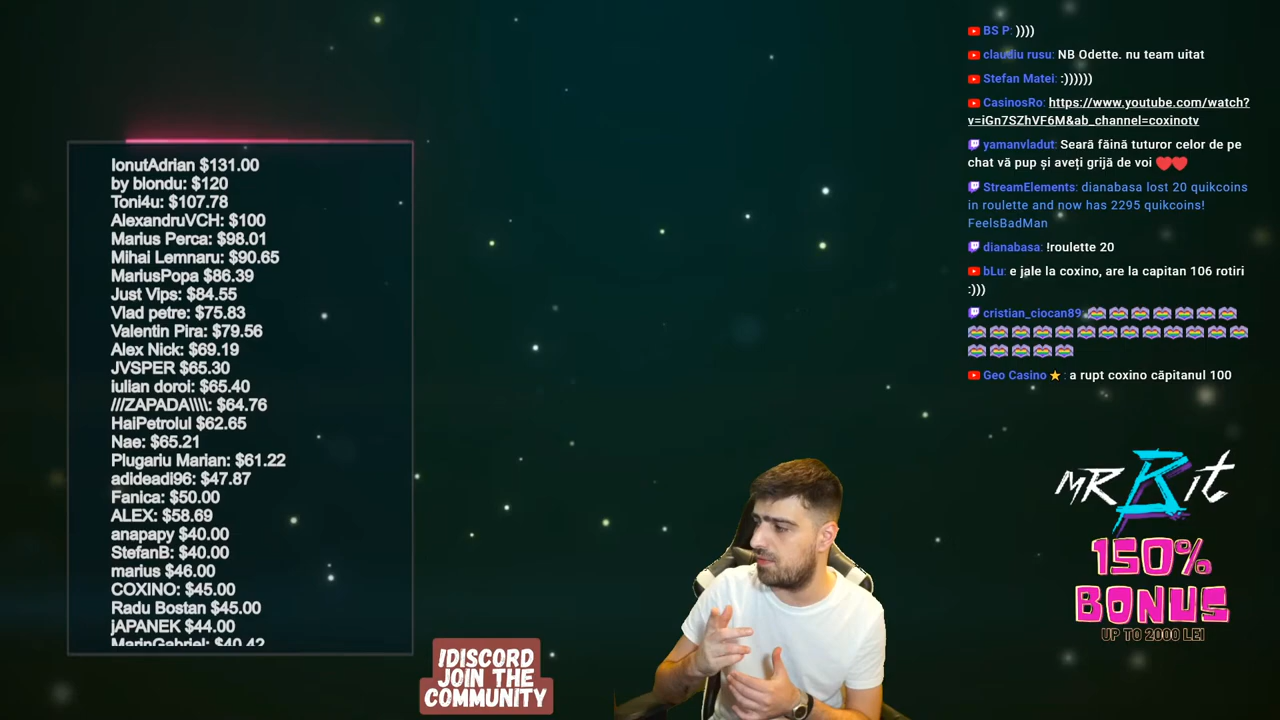 IonutAdrian $131.00
by blondu: $120
Toni4u: $107.78
AlexandruVCH: $100
Marius Perca: $98.01
Mihai Lemnaru: $90.65
MariusPopa $86.39
Just Vips: $84.55
Vlad petre: $75.83
Valentin Pira: $79.56
Alex Nick: $69.19
JVSPER $65.30
iulian doroi: $65.40
///ZAPADA\\\\: $64.76
HaiPetrolul $62.65
Nae: $65.21
Plugariu Marian: $61.22
adideadi96: $47.87
Fanica: $50.00
ALEX: $58.69
anapapy $40.00
StefanB: $40.00
marius $46.00
COXINO: $45.00
Radu Bostan $45.00
jAPANEK $44.00
MarinGabriel: $40.42
!DISCORD
JOIN THE
COMMUNITY
BS P: ))))
claudiu rusu: NB Odette. nu team uitat
Stefan Matei: :))))))
CasinosRo: https://www.youtube.com/watch?
v=iGn7SZhVF6M&ab_channel=coxinotv
yamanvladut: Seară făină tuturor celor de pe
chat vă pup și aveți grijă de voi
StreamElements: dianabasa lost 20 quikcoins
in roulette and now has 2295 quikcoins!
FeelsBadMan
dianabasa: !roulette 20
bLu: e jale la coxino, are la capitan 106 rotiri
:)))
cristian_ciocan89:
Geo Casino : a rupt coxino căpitanul 100
MR Bit
150%
BONUS
UP TO 2000 LEI